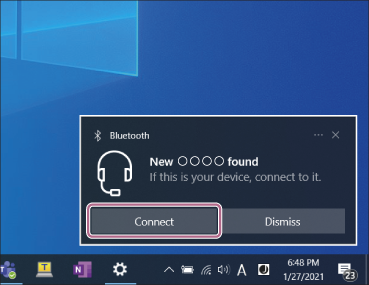 Bluetooth
New ○○○○ found
If this is your device, connect to it.
Connect
Dismiss
T
N
A
6:48 PM
1/27/2021
23